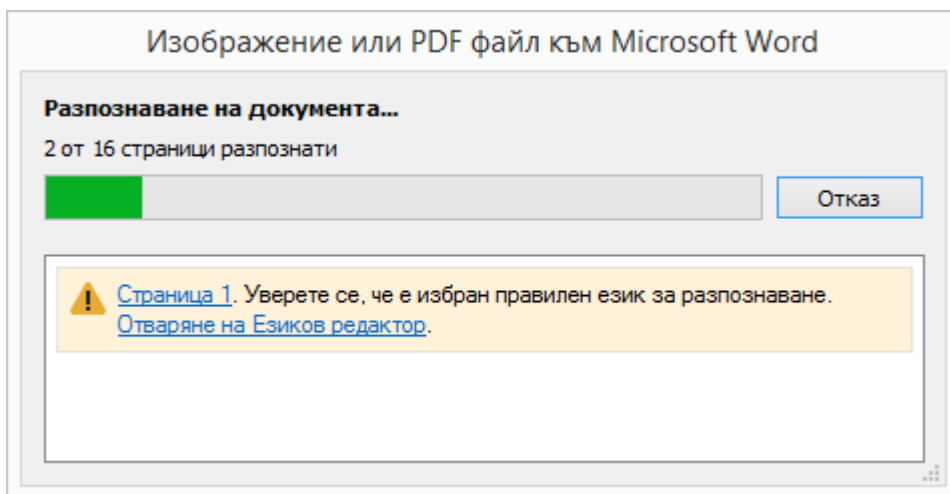 Изображение или PDF файл към Microsoft Word
Разпознаване на документа...
2 от 16 страници разпознати
Отказ
Страница 1. Уверете се, че е избран правилен език за разпознаване.
Отваряне на Езиков редактор.